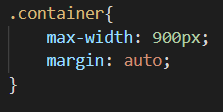 .container{
    max-width: 900px;
    margin: auto;
}